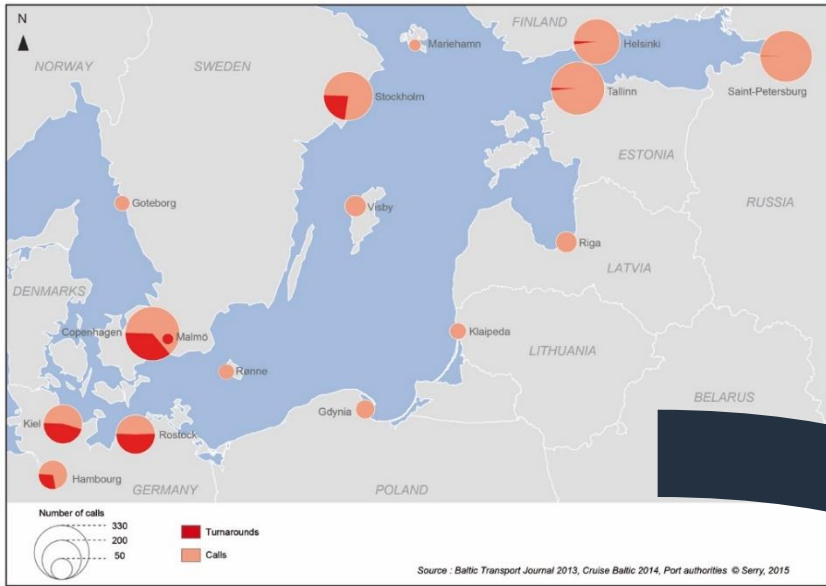 N
FINLAND
Mariehamn
Helsinki
NORWAY
SWEDEN
Stockholm
Tallinn
Saint-Petersburg
ESTONIA
Goteborg
Visby
RUSSIA
Riga
LATVIA
DENMARKS
Copenhagen
Malmö
Klaipeda
LITHUANIA
Rønne
BELARUS
Gdynia
Kiel
Rostock
Hambourg
GERMANY
POLAND
Number of calls
330
200
50
Turnarounds
Calls
Source : Baltic Transport Journal 2013, Cruise Baltic 2014, Port authorities © Serry, 2015